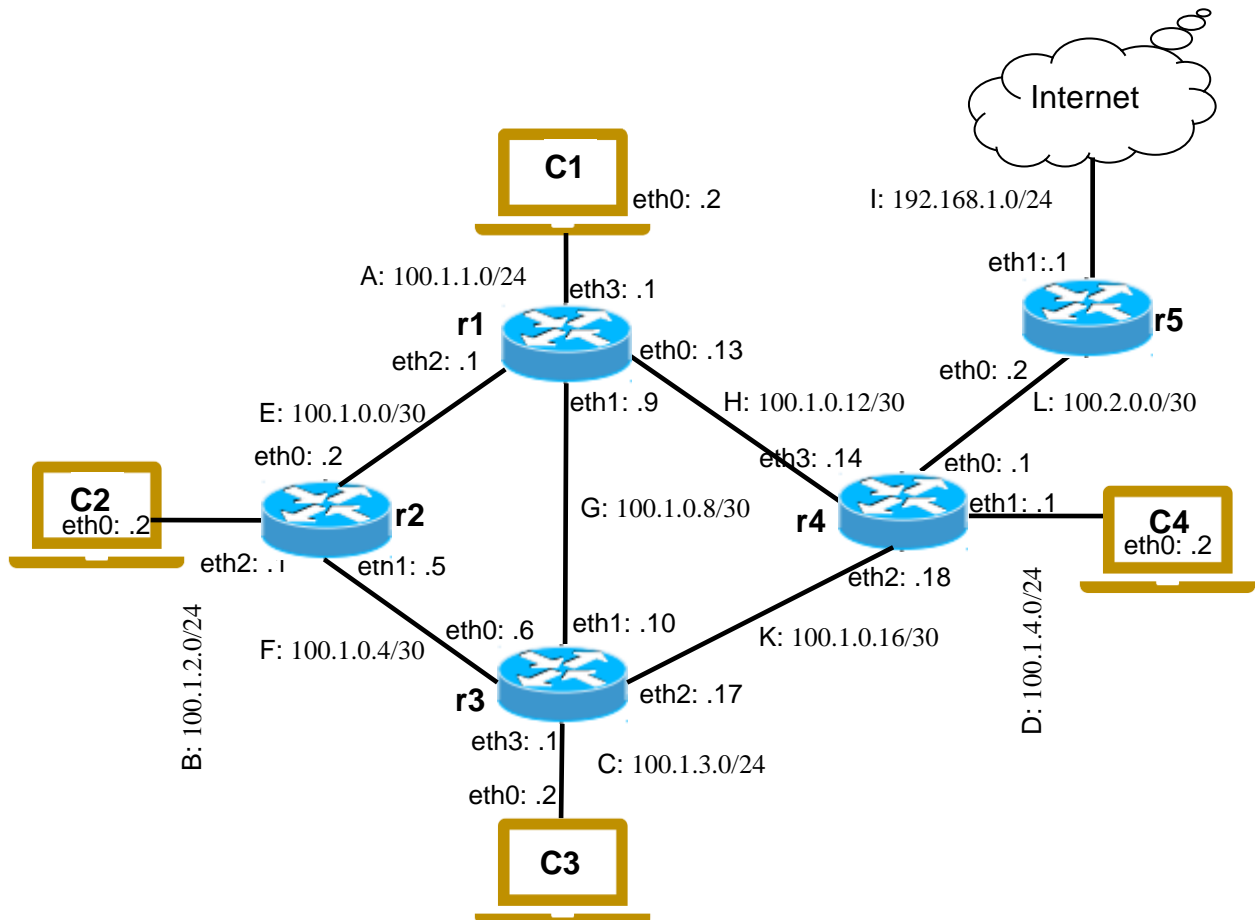 Internet
C1
eth0: .2
I: 192.168.1.0/24
A: 100.1.1.0/24
eth1:.1
eth3: .1
r1
r5
eth2: .1
eth0: .13
eth0: .2
eth1: .9
H: 100.1.0.12/30
L: 100.2.0.0/30
E: 100.1.0.0/30
eth0: .2
eth3: .14
eth0: .1
C2
eth0: .2
r2
G: 100.1.0.8/30
r4
eth1: .1
C4
eth0: .2
eth2: .1
eth1: .5
eth2: .18
B: 100.1.2.0/24
F: 100.1.0.4/30
eth0: .6
eth1: .10
K: 100.1.0.16/30
D: 100.1.4.0/24
r3
eth2: .17
eth3: .1
C: 100.1.3.0/24
eth0: .2
C3